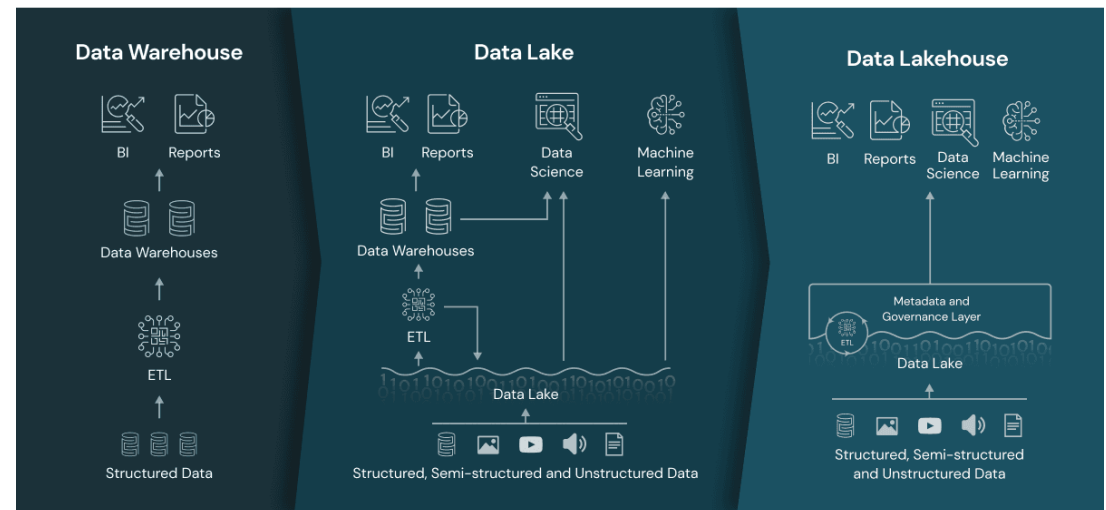 Data Warehouse
BI
Reports
Data Warehouses
ETL
Structured Data
Data Lake
BI
Reports
Data
Science
Machine
Learning
Data Warehouses
ETL
Data Lake
Structured, Semi-structured and Unstructured Data
Data Lakehouse
BI
Reports
Data
Science
Machine
Learning
Metadata and
Governance Layer
ETL
Data Lake
Structured, Semi-structured
and Unstructured Data